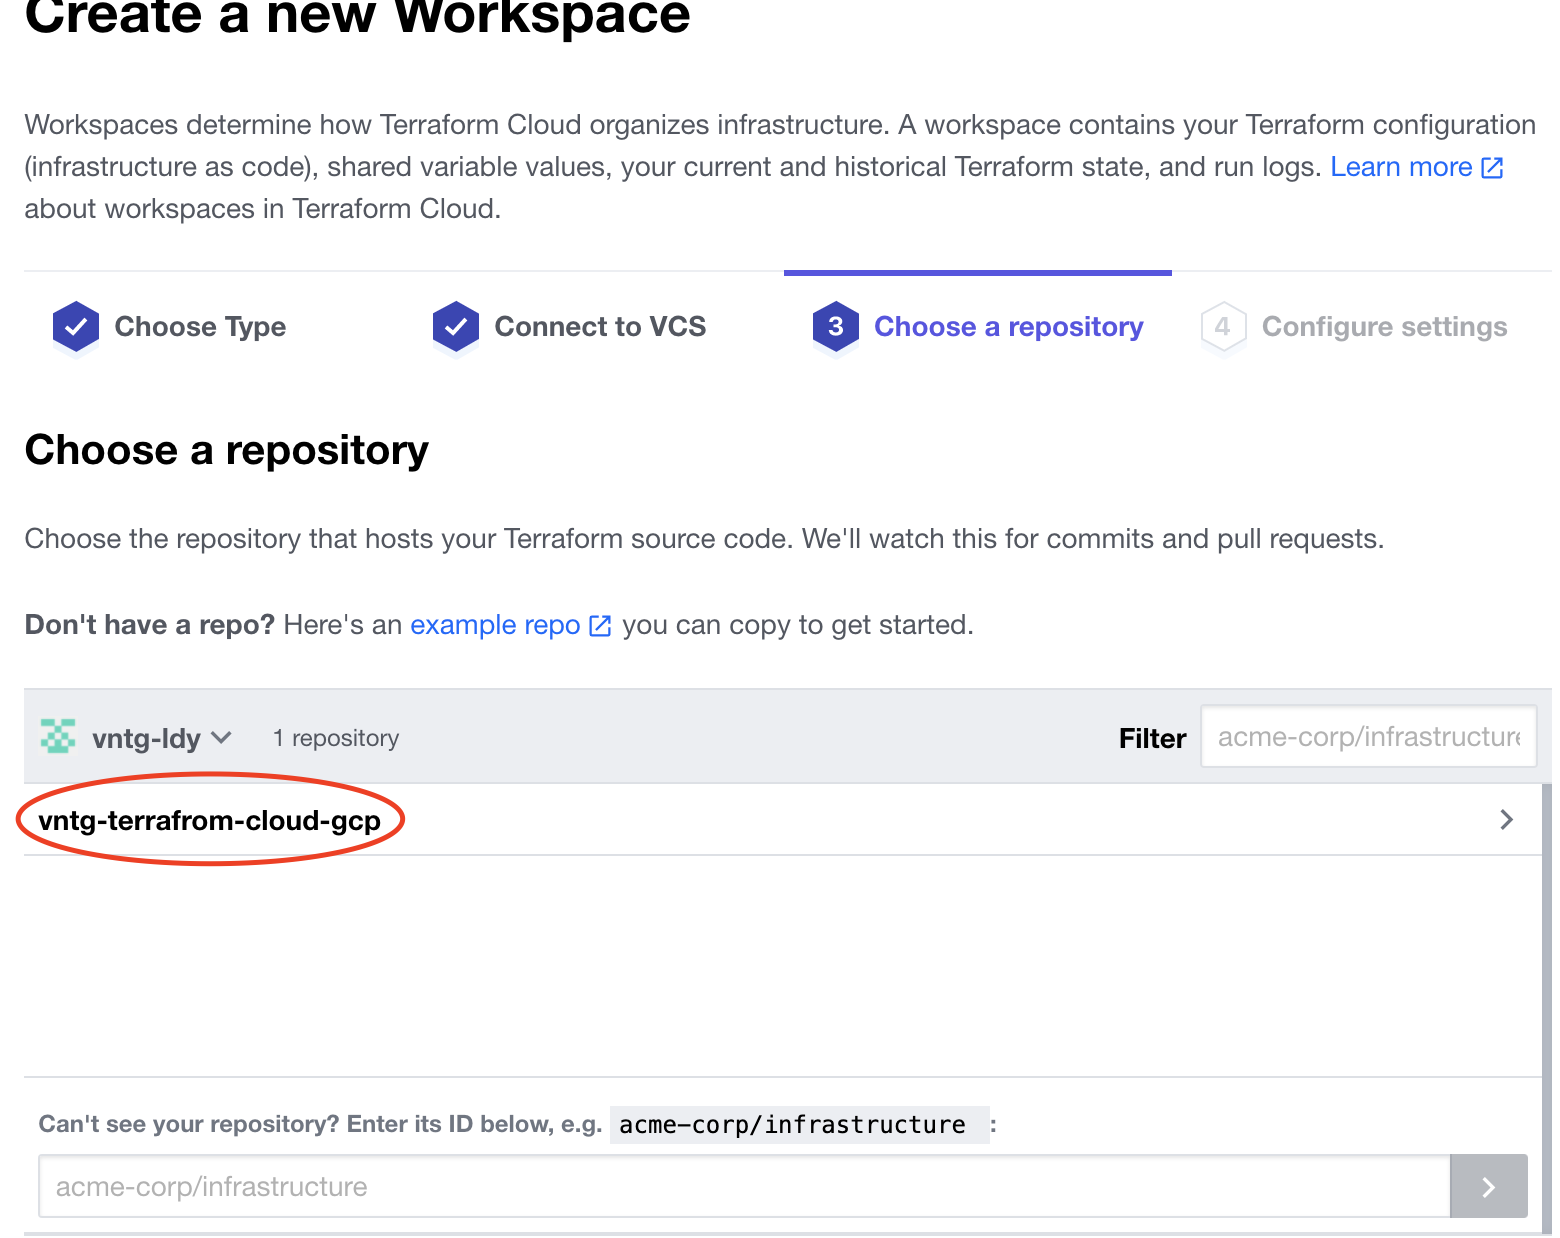 Create a new Workspace
Workspaces determine how Terraform Cloud organizes infrastructure. A workspace contains your Terraform configuration
(infrastructure as code), shared variable values, your current and historical Terraform state, and run logs. Learn more
about workspaces in Terraform Cloud.
Choose Type
Connect to VCS
3 Choose a repository
4 Configure settings
Choose a repository
Choose the repository that hosts your Terraform source code. We'll watch this for commits and pull requests.
Don't have a repo? Here's an example repo you can copy to get started.
vntg-ldy 1 repository Filter acme-corp/infrastructure
vntg-terrafrom-cloud-gcp
Can't see your repository? Enter its ID below, e.g. acme-corp/infrastructure :
acme-corp/infrastructure